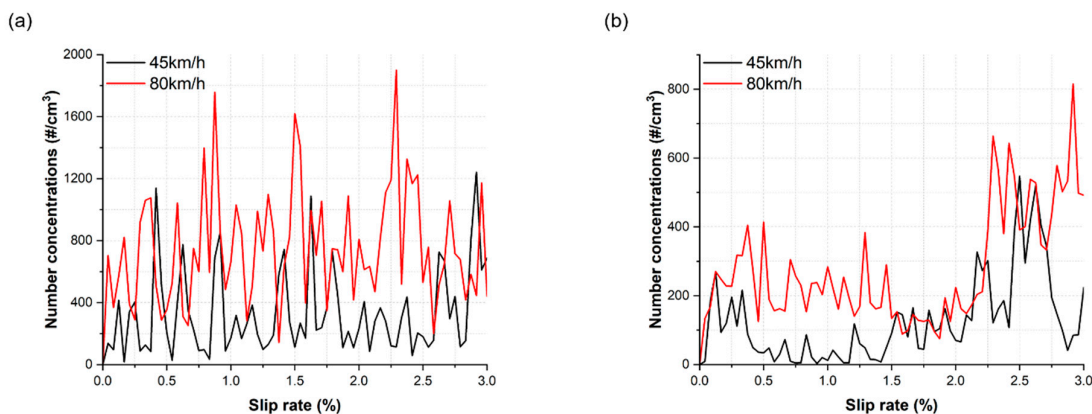 (a)
(b)
2000
1600
1200
800
400
0
Number concentrations (#/cm³)
45km/h
80km/h
0.0 0.5 1.0 1.5 2.0 2.5 3.0
Slip rate (%)
800
600
400
200
0
Number concentrations (#/cm³)
45km/h
80km/h
0.0 0.5 1.0 1.5 2.0 2.5 3.0
Slip rate (%)